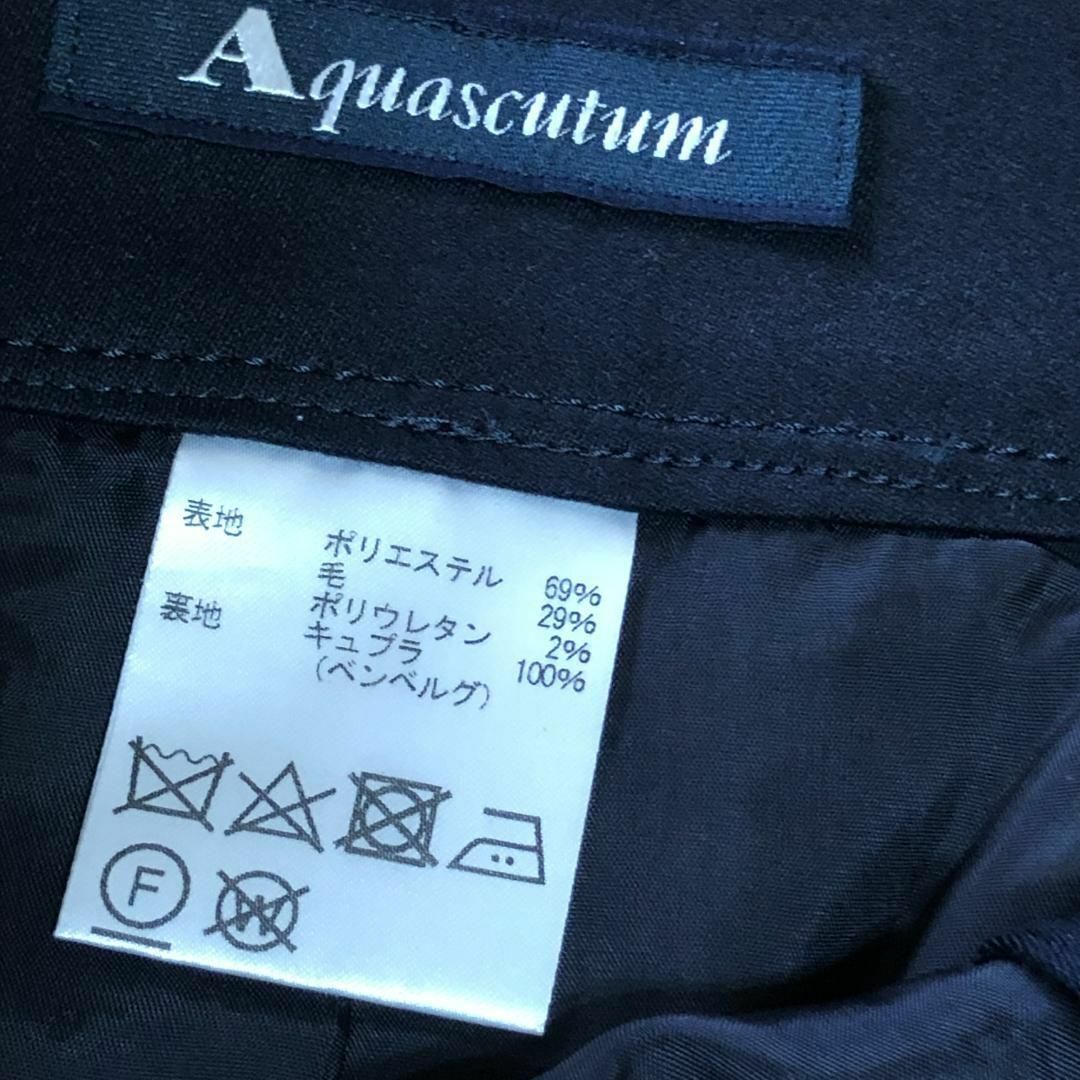 Aquascutum
表地 ポリエステル 69%
毛 29%
ポリウレタン 2%
裏地 キュプラ 100%
(ベンベルグ)
F
W